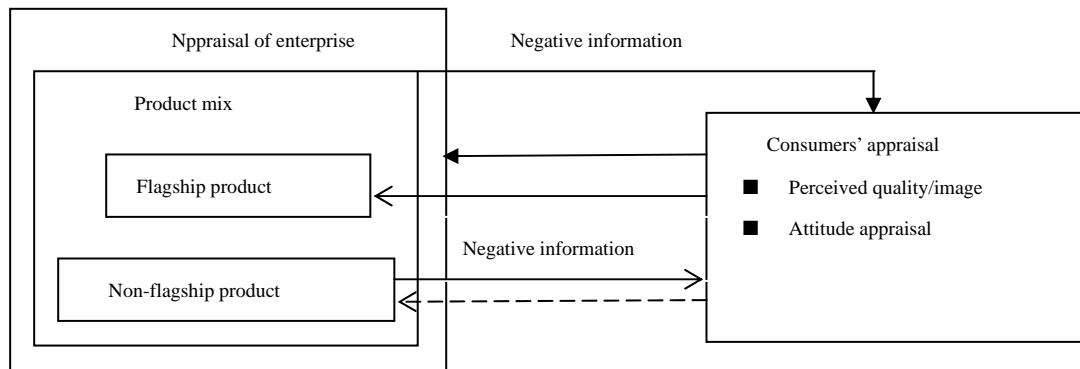 Nppraisal of enterprise
Negative information
Product mix
Consumers’ appraisal
Flagship product
Perceived quality/image
Attitude appraisal
Negative information
Non-flagship product